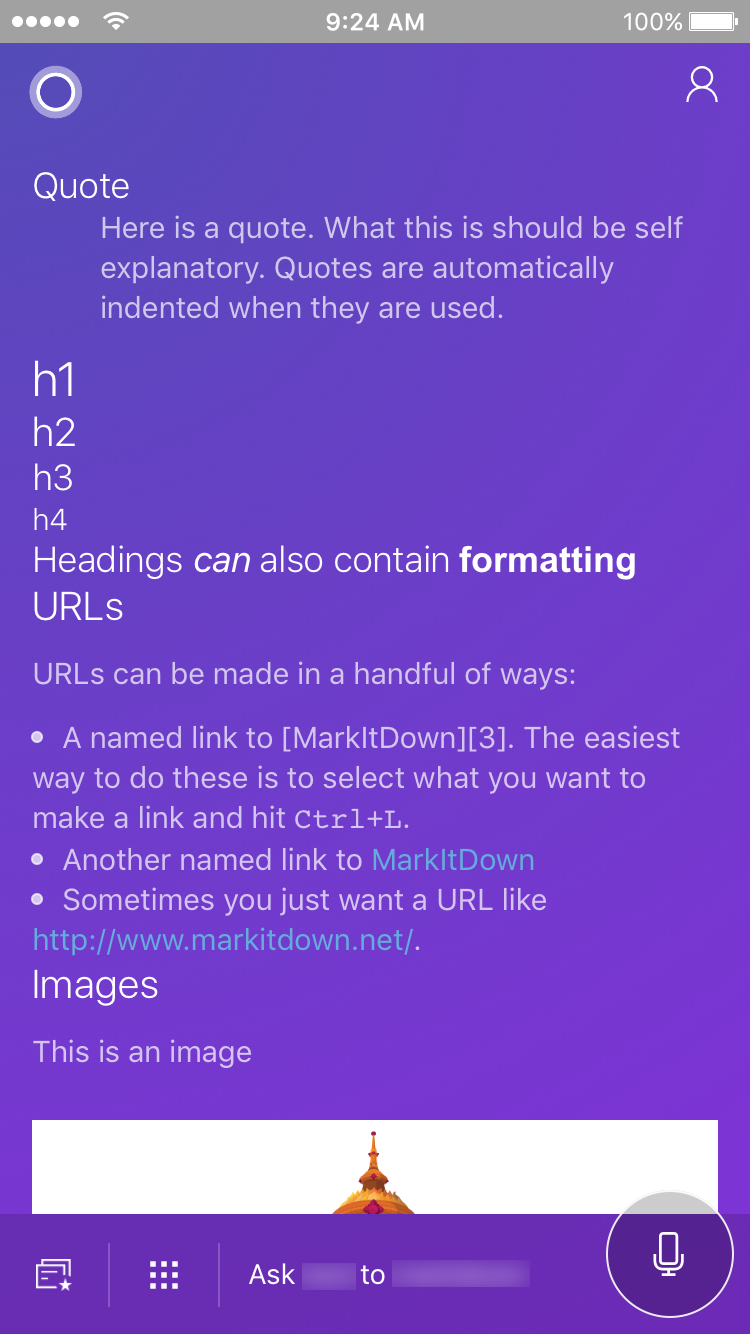 9:24 AM
100%
Quote
Here is a quote. What this is should be self
explanatory. Quotes are automatically
indented when they are used.
h1
h2
h3
h4
Headings can also contain formatting
URLs
URLs can be made in a handful of ways:
A named link to [MarkItDown][3]. The easiest
way to do these is to select what you want to
make a link and hit Ctrl+L.
Another named link to MarkItDown
Sometimes you just want a URL like
http://www.markitdown.net/.
Images
This is an image
Ask to